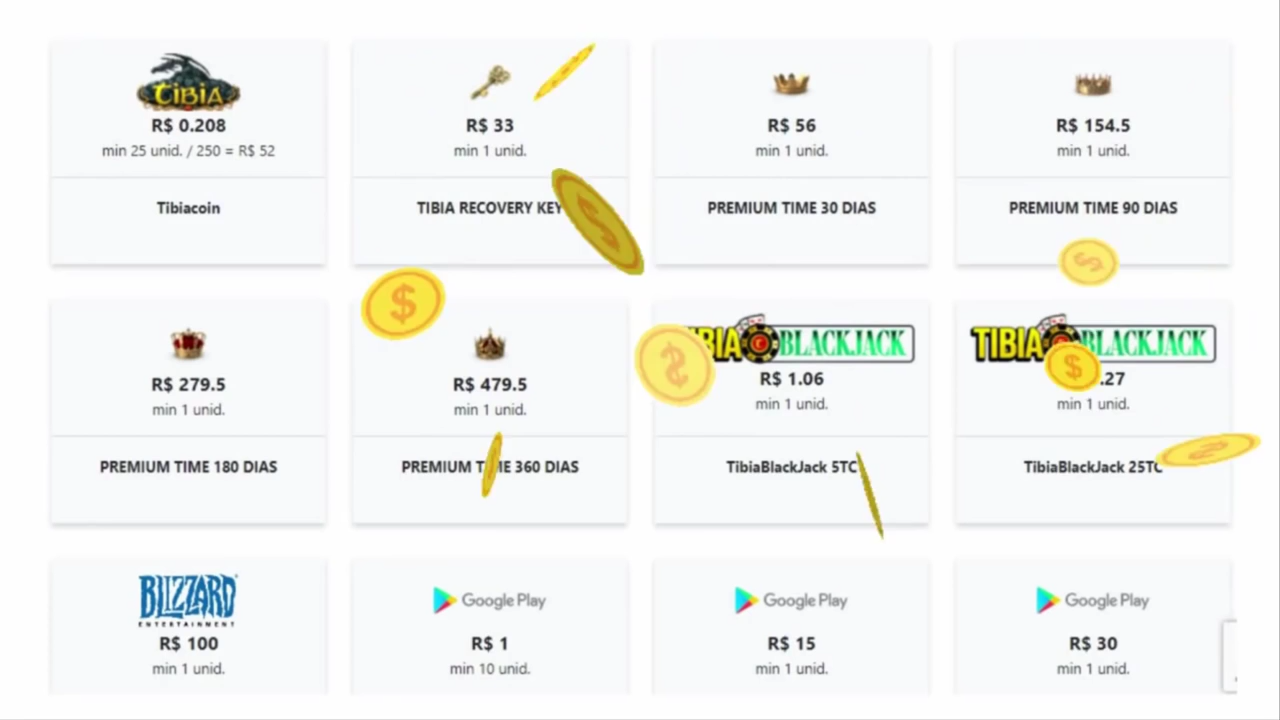 TIBIA
R$ 0.208
min 25 unid. / 250 = R$ 52
Tibiacoin
R$ 33
min 1 unid.
TIBIA RECOVERY KEY
R$ 56
min 1 unid.
PREMIUM TIME 30 DIAS
R$ 154.5
min 1 unid.
PREMIUM TIME 90 DIAS
R$ 279.5
min 1 unid.
PREMIUM TIME 180 DIAS
R$ 479.5
min 1 unid.
PREMIUM T ME 360 DIAS
BIA BLACKJACK
R$ 1.06
min 1 unid.
TibiaBlackJack 5TC
TIBIA BLACKJACK
.27
min 1 unid.
TibiaBlackJack 25TC
BLIZZARD
ENTERTAINMENT
R$ 100
min 1 unid.
Google Play
R$ 1
min 10 unid.
Google Play
R$ 15
min 1 unid.
Google Play
R$ 30
min 1 unid.